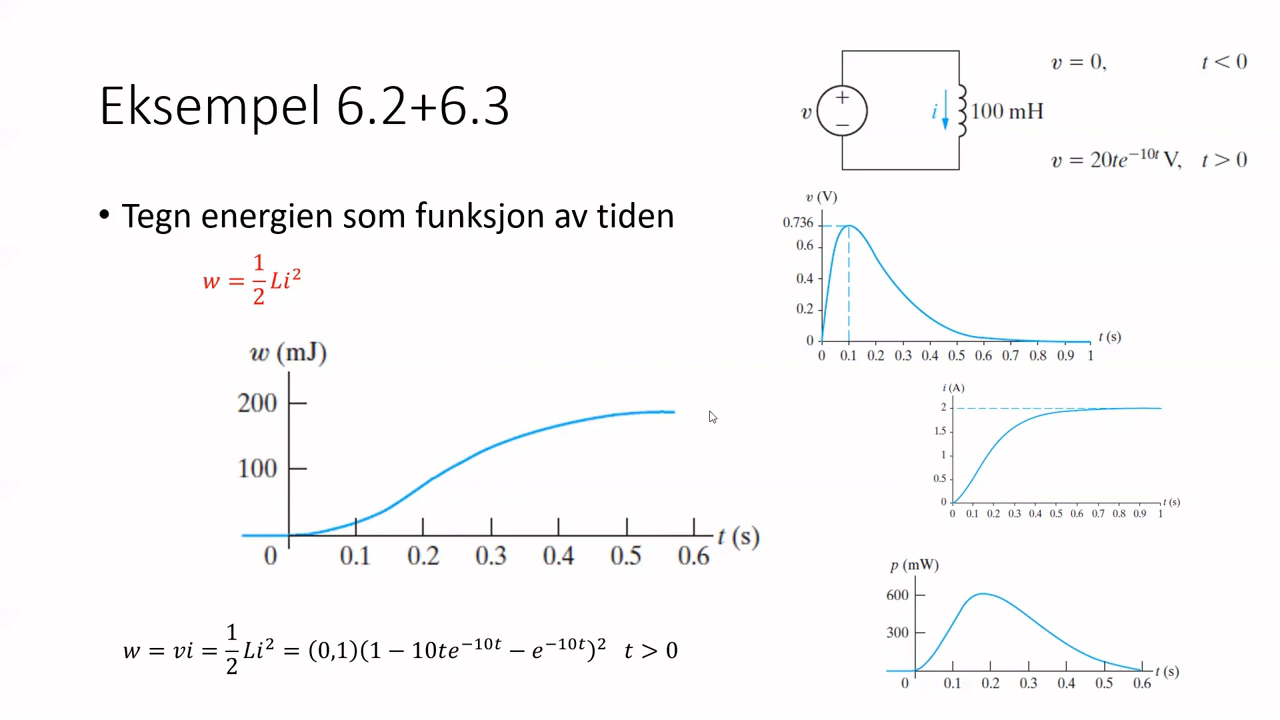 Eksempel 6.2+6.3
• Tegn energien som funksjon av tiden
w = 1/2 Li²
w (mJ)
200
100
0 0.1 0.2 0.3 0.4 0.5 0.6 t (s)
w = vi = 1/2 Li² = (0,1)(1 − 10te⁻¹⁰ᵗ − e⁻¹⁰ᵗ)² t > 0
v = 0, t < 0
v + − i 100 mH
v = 20te⁻¹⁰ᵗ V, t > 0
v (V)
0.736
0.6
0.4
0.2
0
t (s)
0 0.1 0.2 0.3 0.4 0.5 0.6 0.7 0.8 0.9 1
i (A)
2
1.5
1
0.5
0
t (s)
0 0.1 0.2 0.3 0.4 0.5 0.6 0.7 0.8 0.9 1
p (mW)
600
300
t (s)
0 0.1 0.2 0.3 0.4 0.5 0.6